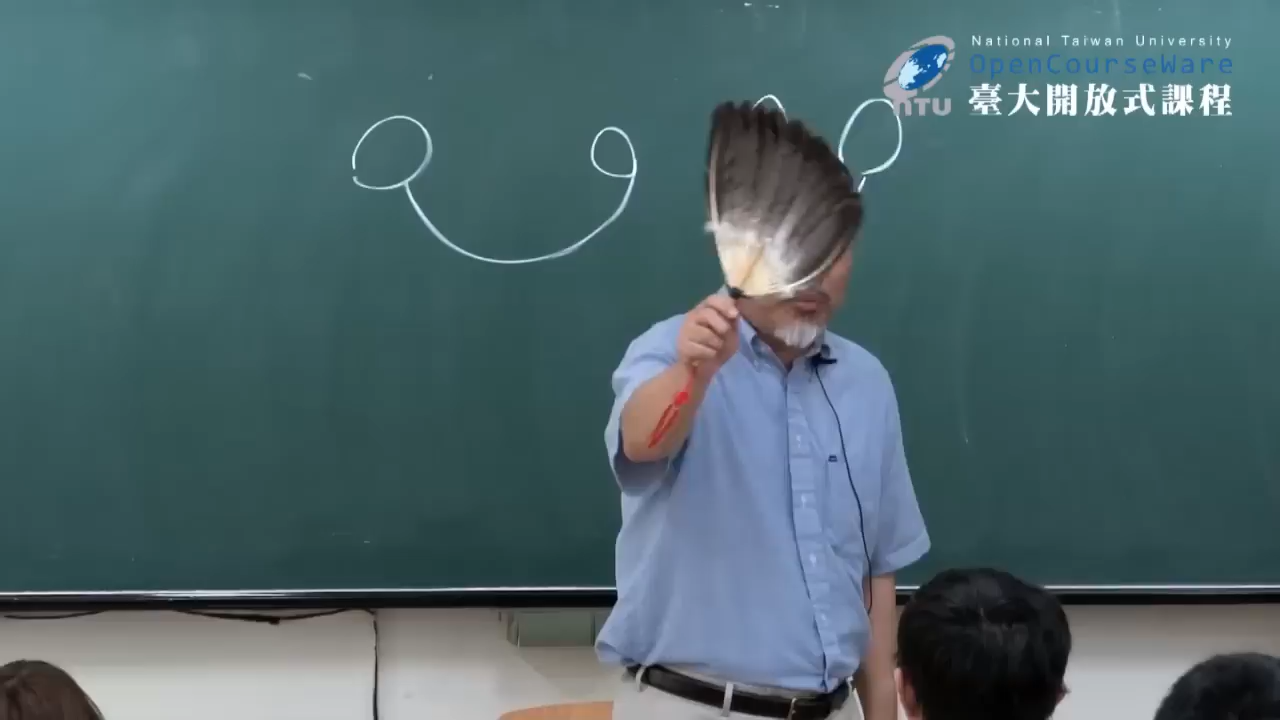 National Taiwan University
OpenCourseWare
臺大開放式課程
NTU